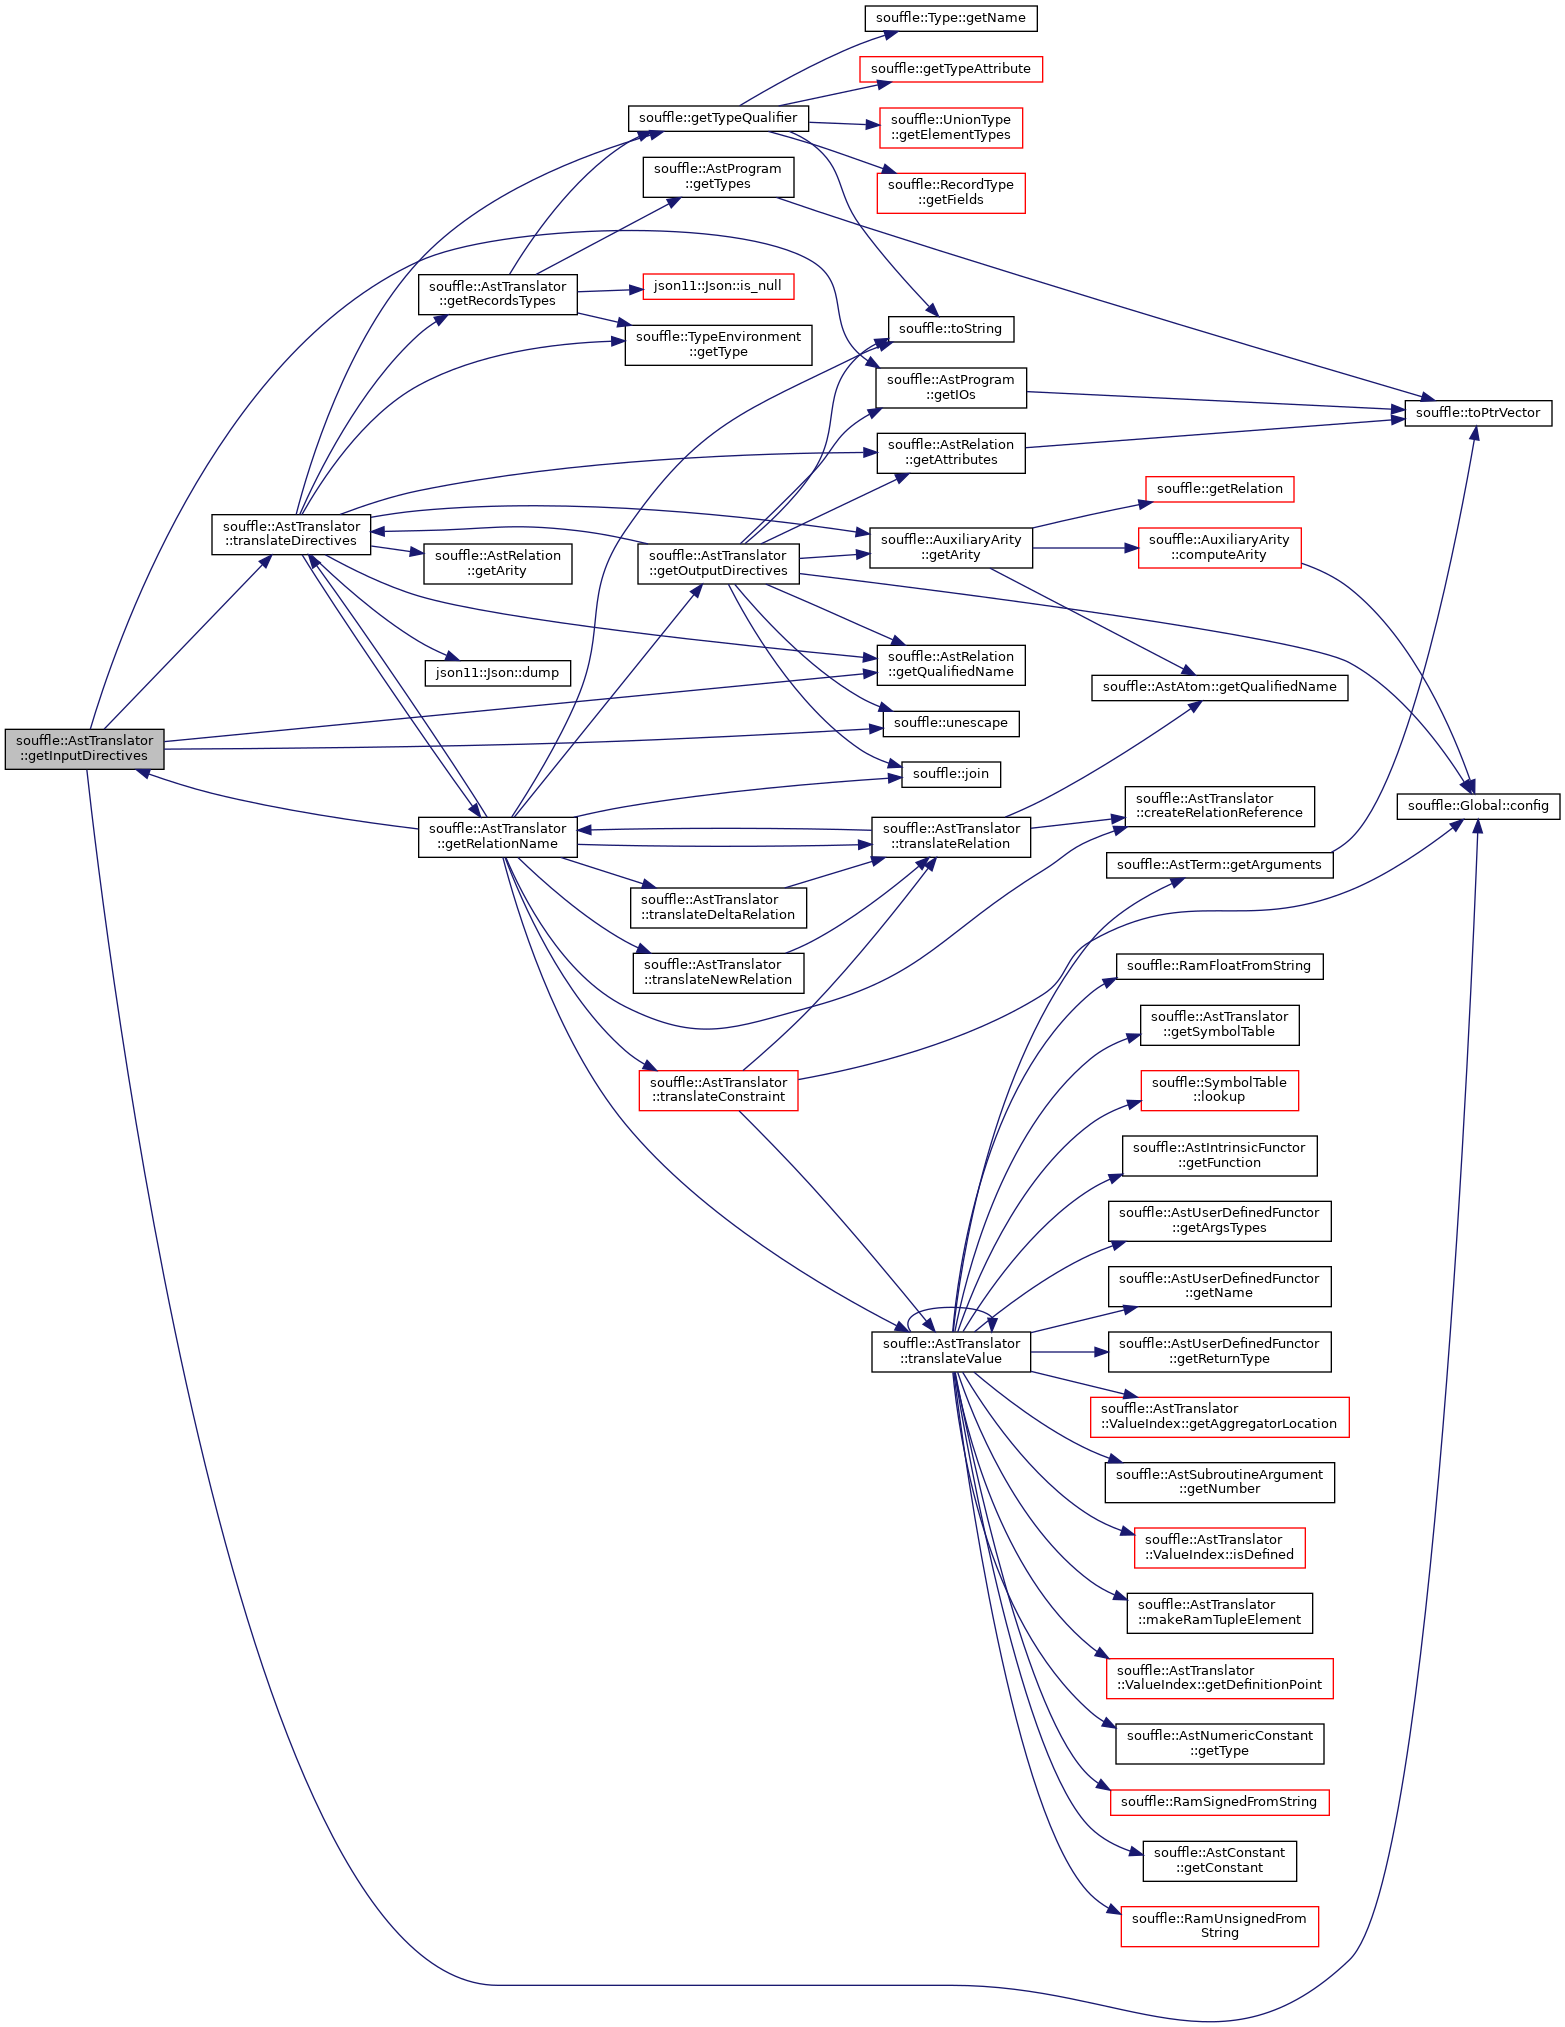 souffle::Type::getName
souffle::getTypeAttribute
souffle::getTypeQualifier
souffle::UnionType
::getElementTypes
souffle::AstProgram
::getTypes
souffle::RecordType
::getFields
souffle::AstTranslator
::getRecordsTypes
json11::Json::is_null
souffle::toString
souffle::TypeEnvironment
::getType
souffle::AstProgram
::getIOs
souffle::toPtrVector
souffle::AstRelation
::getAttributes
souffle::getRelation
souffle::AstTranslator
::translateDirectives
souffle::AstRelation
::getArity
souffle::AstTranslator
::getOutputDirectives
souffle::AuxiliaryArity
::getArity
souffle::AuxiliaryArity
::computeArity
json11::Json::dump
souffle::AstRelation
::getQualifiedName
souffle::AstAtom::getQualifiedName
souffle::unescape
souffle::AstTranslator
::getInputDirectives
souffle::join
souffle::AstTranslator
::createRelationReference
souffle::Global::config
souffle::AstTranslator
::getRelationName
souffle::AstTranslator
::translateRelation
souffle::AstTerm::getArguments
souffle::AstTranslator
::translateDeltaRelation
souffle::AstTranslator
::translateNewRelation
souffle::RamFloatFromString
souffle::AstTranslator
::getSymbolTable
souffle::AstTranslator
::translateConstraint
souffle::SymbolTable
::lookup
souffle::AstIntrinsicFunctor
::getFunction
souffle::AstUserDefinedFunctor
::getArgsTypes
souffle::AstUserDefinedFunctor
::getName
souffle::AstTranslator
::translateValue
souffle::AstUserDefinedFunctor
::getReturnType
souffle::AstTranslator
::ValueIndex::getAggregatorLocation
souffle::AstSubroutineArgument
::getNumber
souffle::AstTranslator
::ValueIndex::isDefined
souffle::AstTranslator
::makeRamTupleElement
souffle::AstTranslator
::ValueIndex::getDefinitionPoint
souffle::AstNumericConstant
::getType
souffle::RamSignedFromString
souffle::AstConstant
::getConstant
souffle::RamUnsignedFrom
String